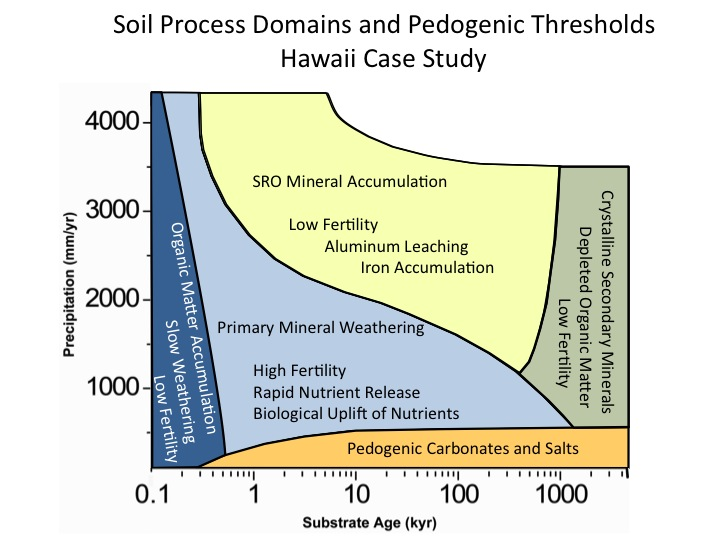 Soil Process Domains and Pedogenic Thresholds
Hawaii Case Study
Precipitation (mm/yr)
4000
3000
2000
1000
Organic Matter Accumulation
Slow Weathering
Low Fertility
SRO Mineral Accumulation
Low Fertility
Aluminum Leaching
Iron Accumulation
Primary Mineral Weathering
High Fertility
Rapid Nutrient Release
Biological Uplift of Nutrients
Crystalline Secondary Minerals
Depleted Organic Matter
Low Fertility
Pedogenic Carbonates and Salts
0.1 1 10 100 1000
Substrate Age (kyr)